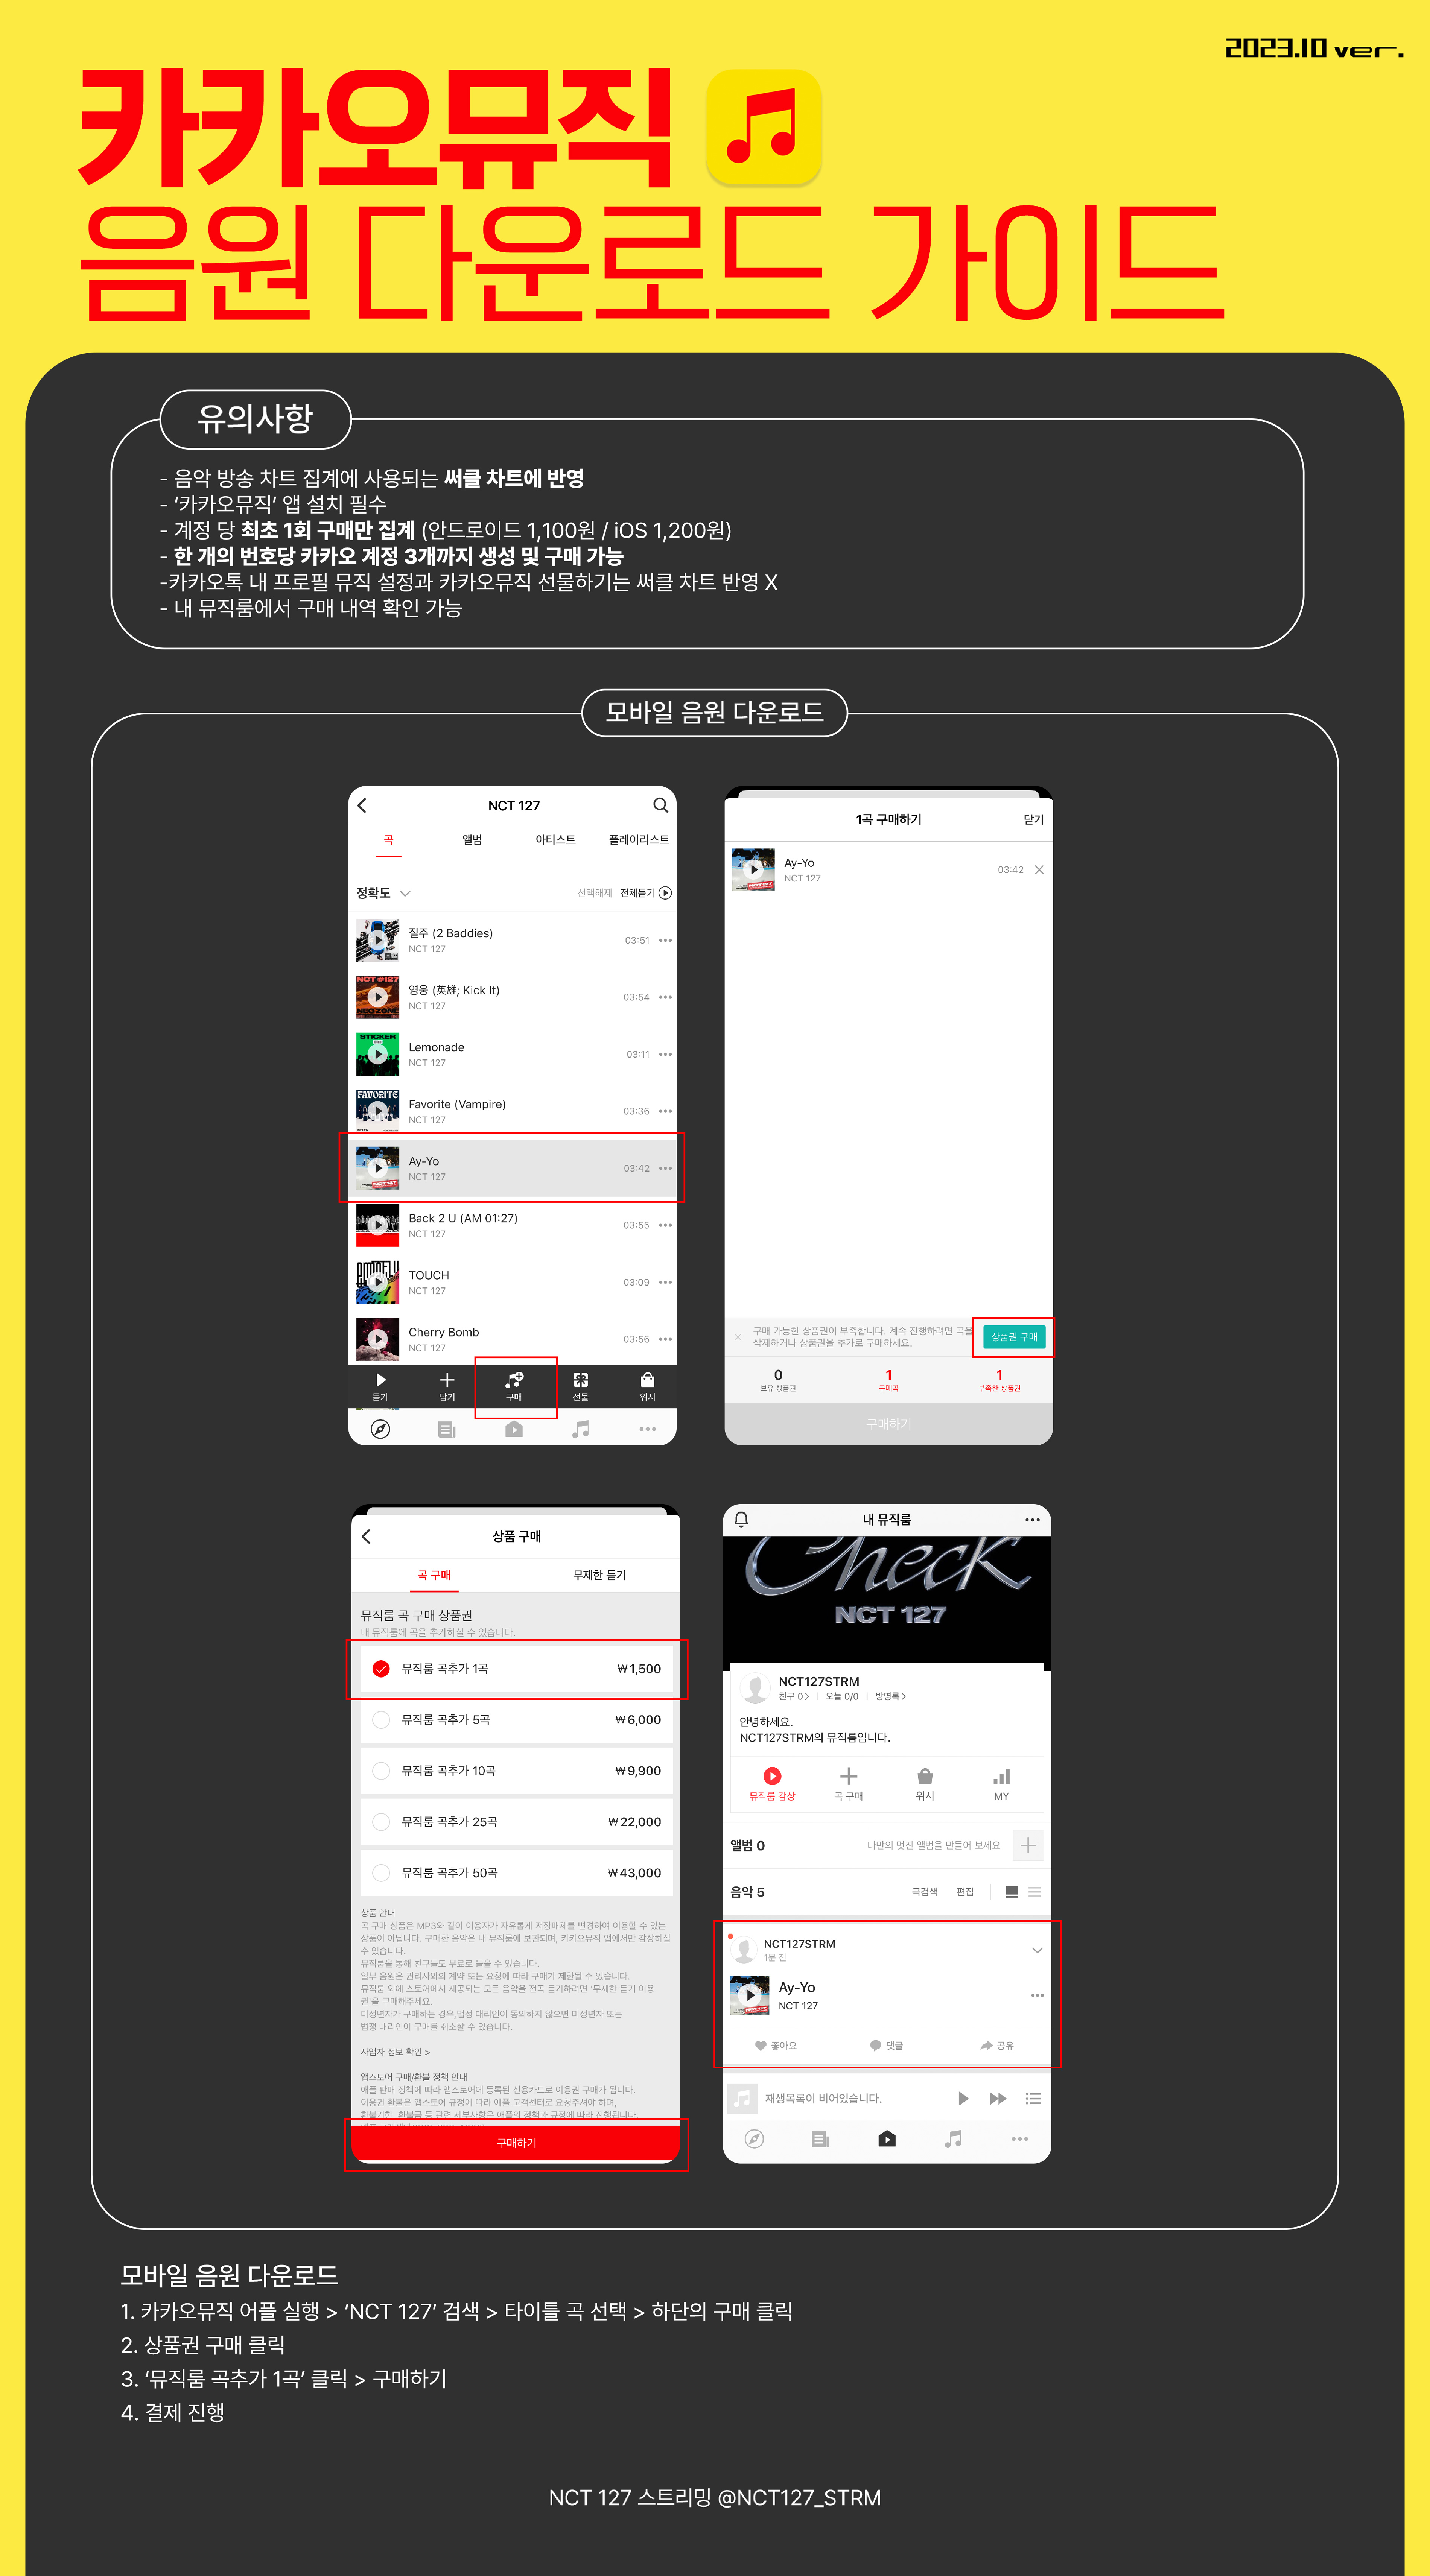 2023.10 ver.
카카오뮤직
음원 다운로드 가이드
유의사항
- 음악 방송 차트 집계에 사용되는 써클 차트에 반영
- ‘카카오뮤직’ 앱 설치 필수
- 계정 당 최초 1회 구매만 집계 (안드로이드 1,100원 / iOS 1,200원)
- 한 개의 번호당 카카오 계정 3개까지 생성 및 구매 가능
-카카오톡 내 프로필 뮤직 설정과 카카오뮤직 선물하기는 써클 차트 반영 X
- 내 뮤직룸에서 구매 내역 확인 가능
모바일 음원 다운로드
NCT 127
곡 앨범 아티스트 플레이리스트
정확도 선택해제 전체듣기
질주 (2 Baddies)
NCT 127
03:51
NCT #127
영웅 (英雄; Kick It)
NCT 127
03:54
NEO ZONE
STICKER
Lemonade
NCT 127
03:11
FAVORITE
Favorite (Vampire)
NCT 127
03:36
Ay-Yo
NCT 127
03:42
Back 2 U (AM 01:27)
NCT 127
03:55
TOUCH
NCT 127
03:09
Cherry Bomb
NCT 127
03:56
듣기 담기 구매 선물 위시
1곡 구매하기 닫기
Ay-Yo
NCT 127
03:42
구매 가능한 상품권이 부족합니다. 계속 진행하려면 곡을
삭제하거나 상품권을 추가로 구매하세요.
상품권 구매
0 1 1
보유 상품권 구매곡 부족한 상품권
구매하기
상품 구매
곡 구매 무제한 듣기
뮤직룸 곡 구매 상품권
내 뮤직룸에 곡을 추가하실 수 있습니다.
뮤직룸 곡추가 1곡 ₩1,500
뮤직룸 곡추가 5곡 ₩6,000
뮤직룸 곡추가 10곡 ₩9,900
뮤직룸 곡추가 25곡 ₩22,000
뮤직룸 곡추가 50곡 ₩43,000
상품 안내
곡 구매 상품은 MP3와 같이 이용자가 자유롭게 저장매체를 변경하여 이용할 수 있는
상품이 아닙니다. 구매한 음악은 내 뮤직룸에 보관되며, 카카오뮤직 앱에서만 감상하실
수 있습니다.
뮤직룸을 통해 친구들도 무료로 들을 수 있습니다.
일부 음원은 권리사와의 계약 또는 요청에 따라 구매가 제한될 수 있습니다.
뮤직룸 외에 스토어에서 제공되는 모든 음악을 전곡 듣기하려면 '무제한 듣기 이용
권'을 구매해주세요.
미성년자가 구매하는 경우,법정 대리인이 동의하지 않으면 미성년자 또는
법정 대리인이 구매를 취소할 수 있습니다.
사업자 정보 확인 >
앱스토어 구매/환불 정책 안내
애플 판매 정책에 따라 앱스토어에 등록된 신용카드로 이용권 구매가 됩니다.
이용권 환불은 앱스토어 규정에 따라 애플 고객센터로 요청주셔야 하며,
환불기한, 환불금 등 관련 세부사항은 애플의 정책과 규정에 따라 진행됩니다.
구매하기
내 뮤직룸
Check
NCT 127
NCT127STRM
친구 0> 오늘 0/0 방명록>
안녕하세요.
NCT127STRM의 뮤직룸입니다.
뮤직룸 감상 곡 구매 위시 MY
앨범 0 나만의 멋진 앨범을 만들어 보세요
음악 5 곡검색 편집
NCT127STRM
1분 전
Ay-Yo
NCT 127
좋아요 댓글 공유
재생목록이 비어있습니다.
모바일 음원 다운로드
1. 카카오뮤직 어플 실행 > ‘NCT 127’ 검색 > 타이틀 곡 선택 > 하단의 구매 클릭
2. 상품권 구매 클릭
3. ‘뮤직룸 곡추가 1곡’ 클릭 > 구매하기
4. 결제 진행
NCT 127 스트리밍 @NCT127_STRM